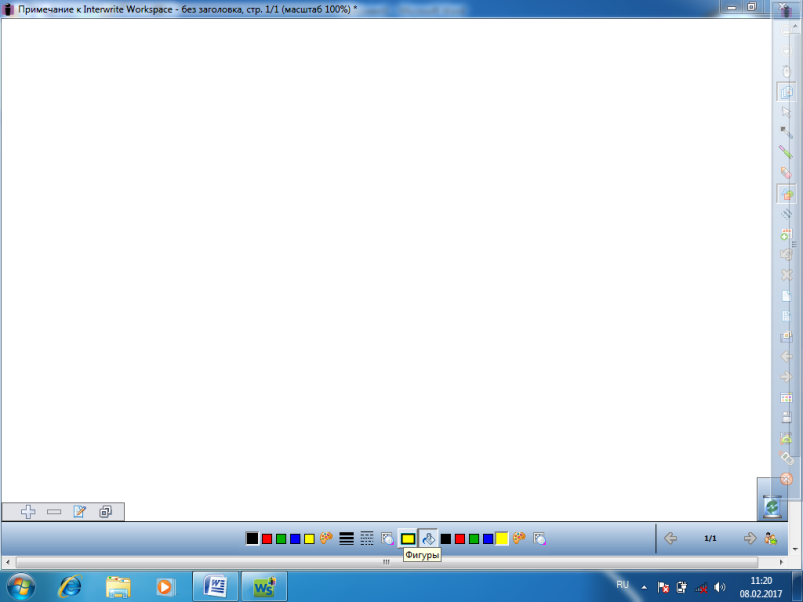 Примечание к Interwrite Workspace - без заголовка, стр. 1/1 (масштаб 100%) *
1/1
Фигуры
W
Ws
RU
11:20
08.02.2017